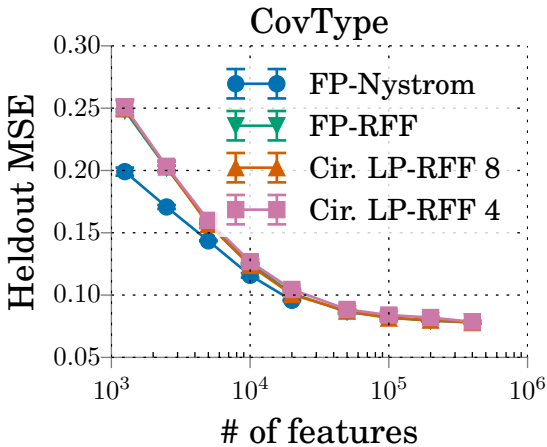 CovType
Heldout MSE
0.30
0.25
0.20
0.15
0.10
0.05
FP-Nystrom
FP-RFF
Cir. LP-RFF 8
Cir. LP-RFF 4
10³ 10⁴ 10⁵ 10⁶
# of features